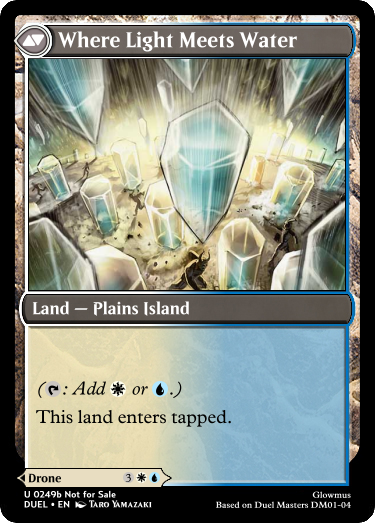 Where Light Meets Water
Land — Plains Island
(: Add or .)
This land enters tapped.
Drone 3
U 0249b Not for Sale Glowmus
DUEL • EN Taro Yamazaki Based on Duel Masters DM01-04